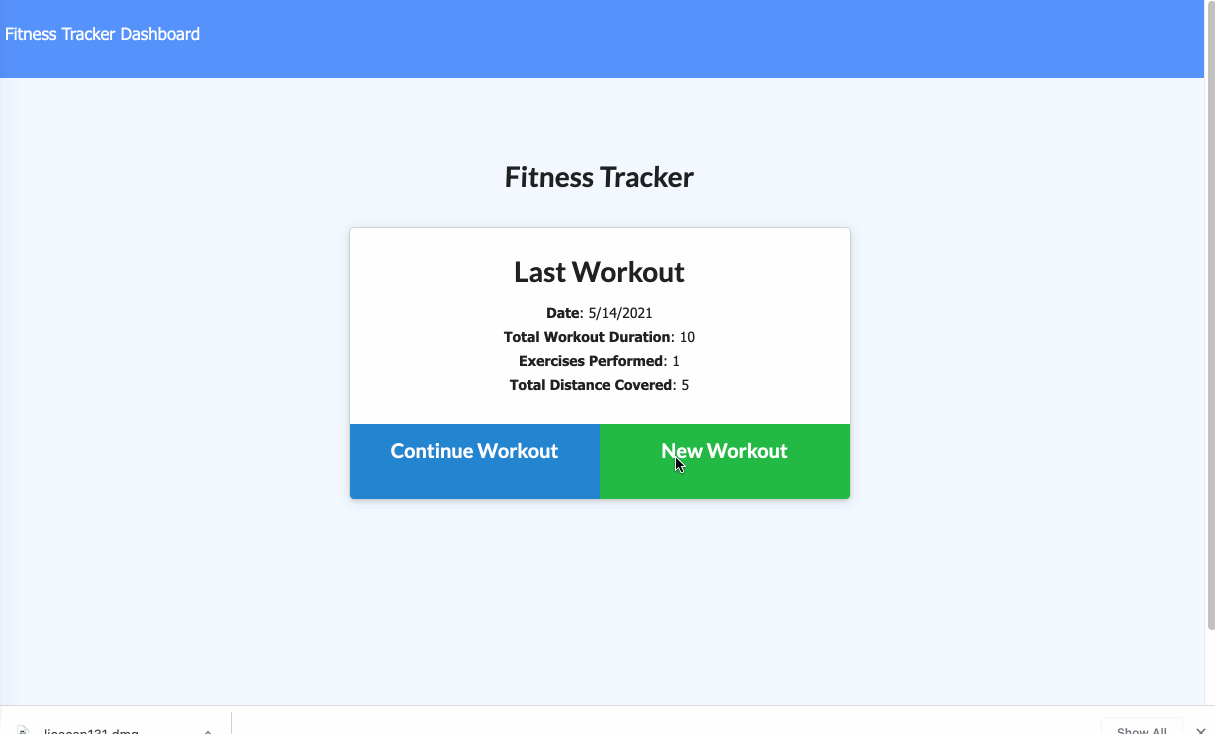 Fitness Tracker Dashboard
Fitness Tracker
Last Workout
Date: 5/14/2021
Total Workout Duration: 10
Exercises Performed: 1
Total Distance Covered: 5
Continue Workout New Workout
licecap131.dmg Show All